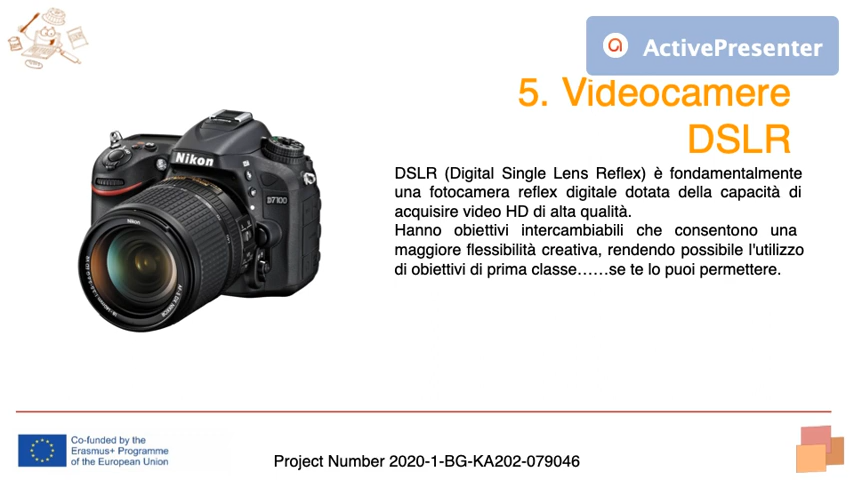 ActivePresenter
5. Videocamere
DSLR
DSLR (Digital Single Lens Reflex) è fondamentalmente
una fotocamera reflex digitale dotata della capacità di
acquisire video HD di alta qualità.
Hanno obiettivi intercambiabili che consentono una
maggiore flessibilità creativa, rendendo possibile l'utilizzo
di obiettivi di prima classe……se te lo puoi permettere.
Nikon
D7100
Co-funded by the
Erasmus+ Programme
of the European Union
Project Number 2020-1-BG-KA202-079046